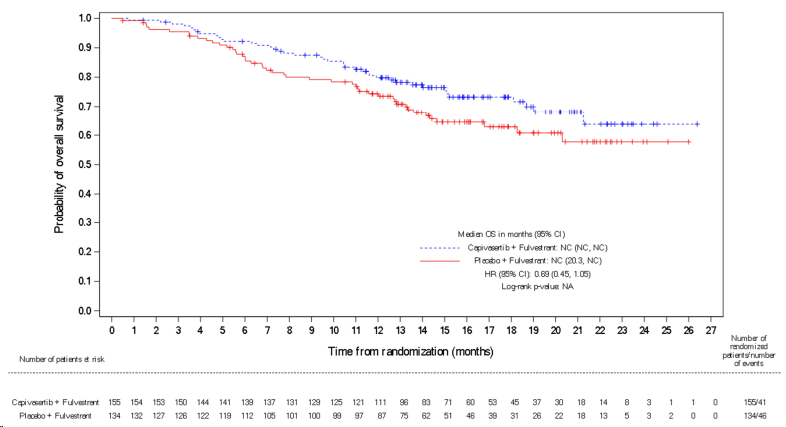 Probability of overall survival
1.0
0.9
0.8
0.7
0.6
0.5
0.4
0.3
0.2
0.1
0.0
Median OS in months (95% CI)
Capivasertib + Fulvestrant: NC (NC, NC)
Placebo + Fulvestrant: NC (20.3, NC)
HR (95% CI): 0.69 (0.45, 1.05)
Log-rank p-value: NA
0 1 2 3 4 5 6 7 8 9 10 11 12 13 14 15 16 17 18 19 20 21 22 23 24 25 26 27
Time from randomization (months)
Number of patients at risk
Number of
randomized
patients/number
of events
Capivasertib + Fulvestrant 155 154 153 150 144 141 139 137 131 129 125 121 111 96 83 71 60 53 45 37 30 18 14 8 3 1 1 0 155/41
Placebo + Fulvestrant 134 132 127 126 122 119 112 105 101 100 99 97 87 75 62 51 46 39 31 26 22 18 13 5 3 2 0 0 134/46